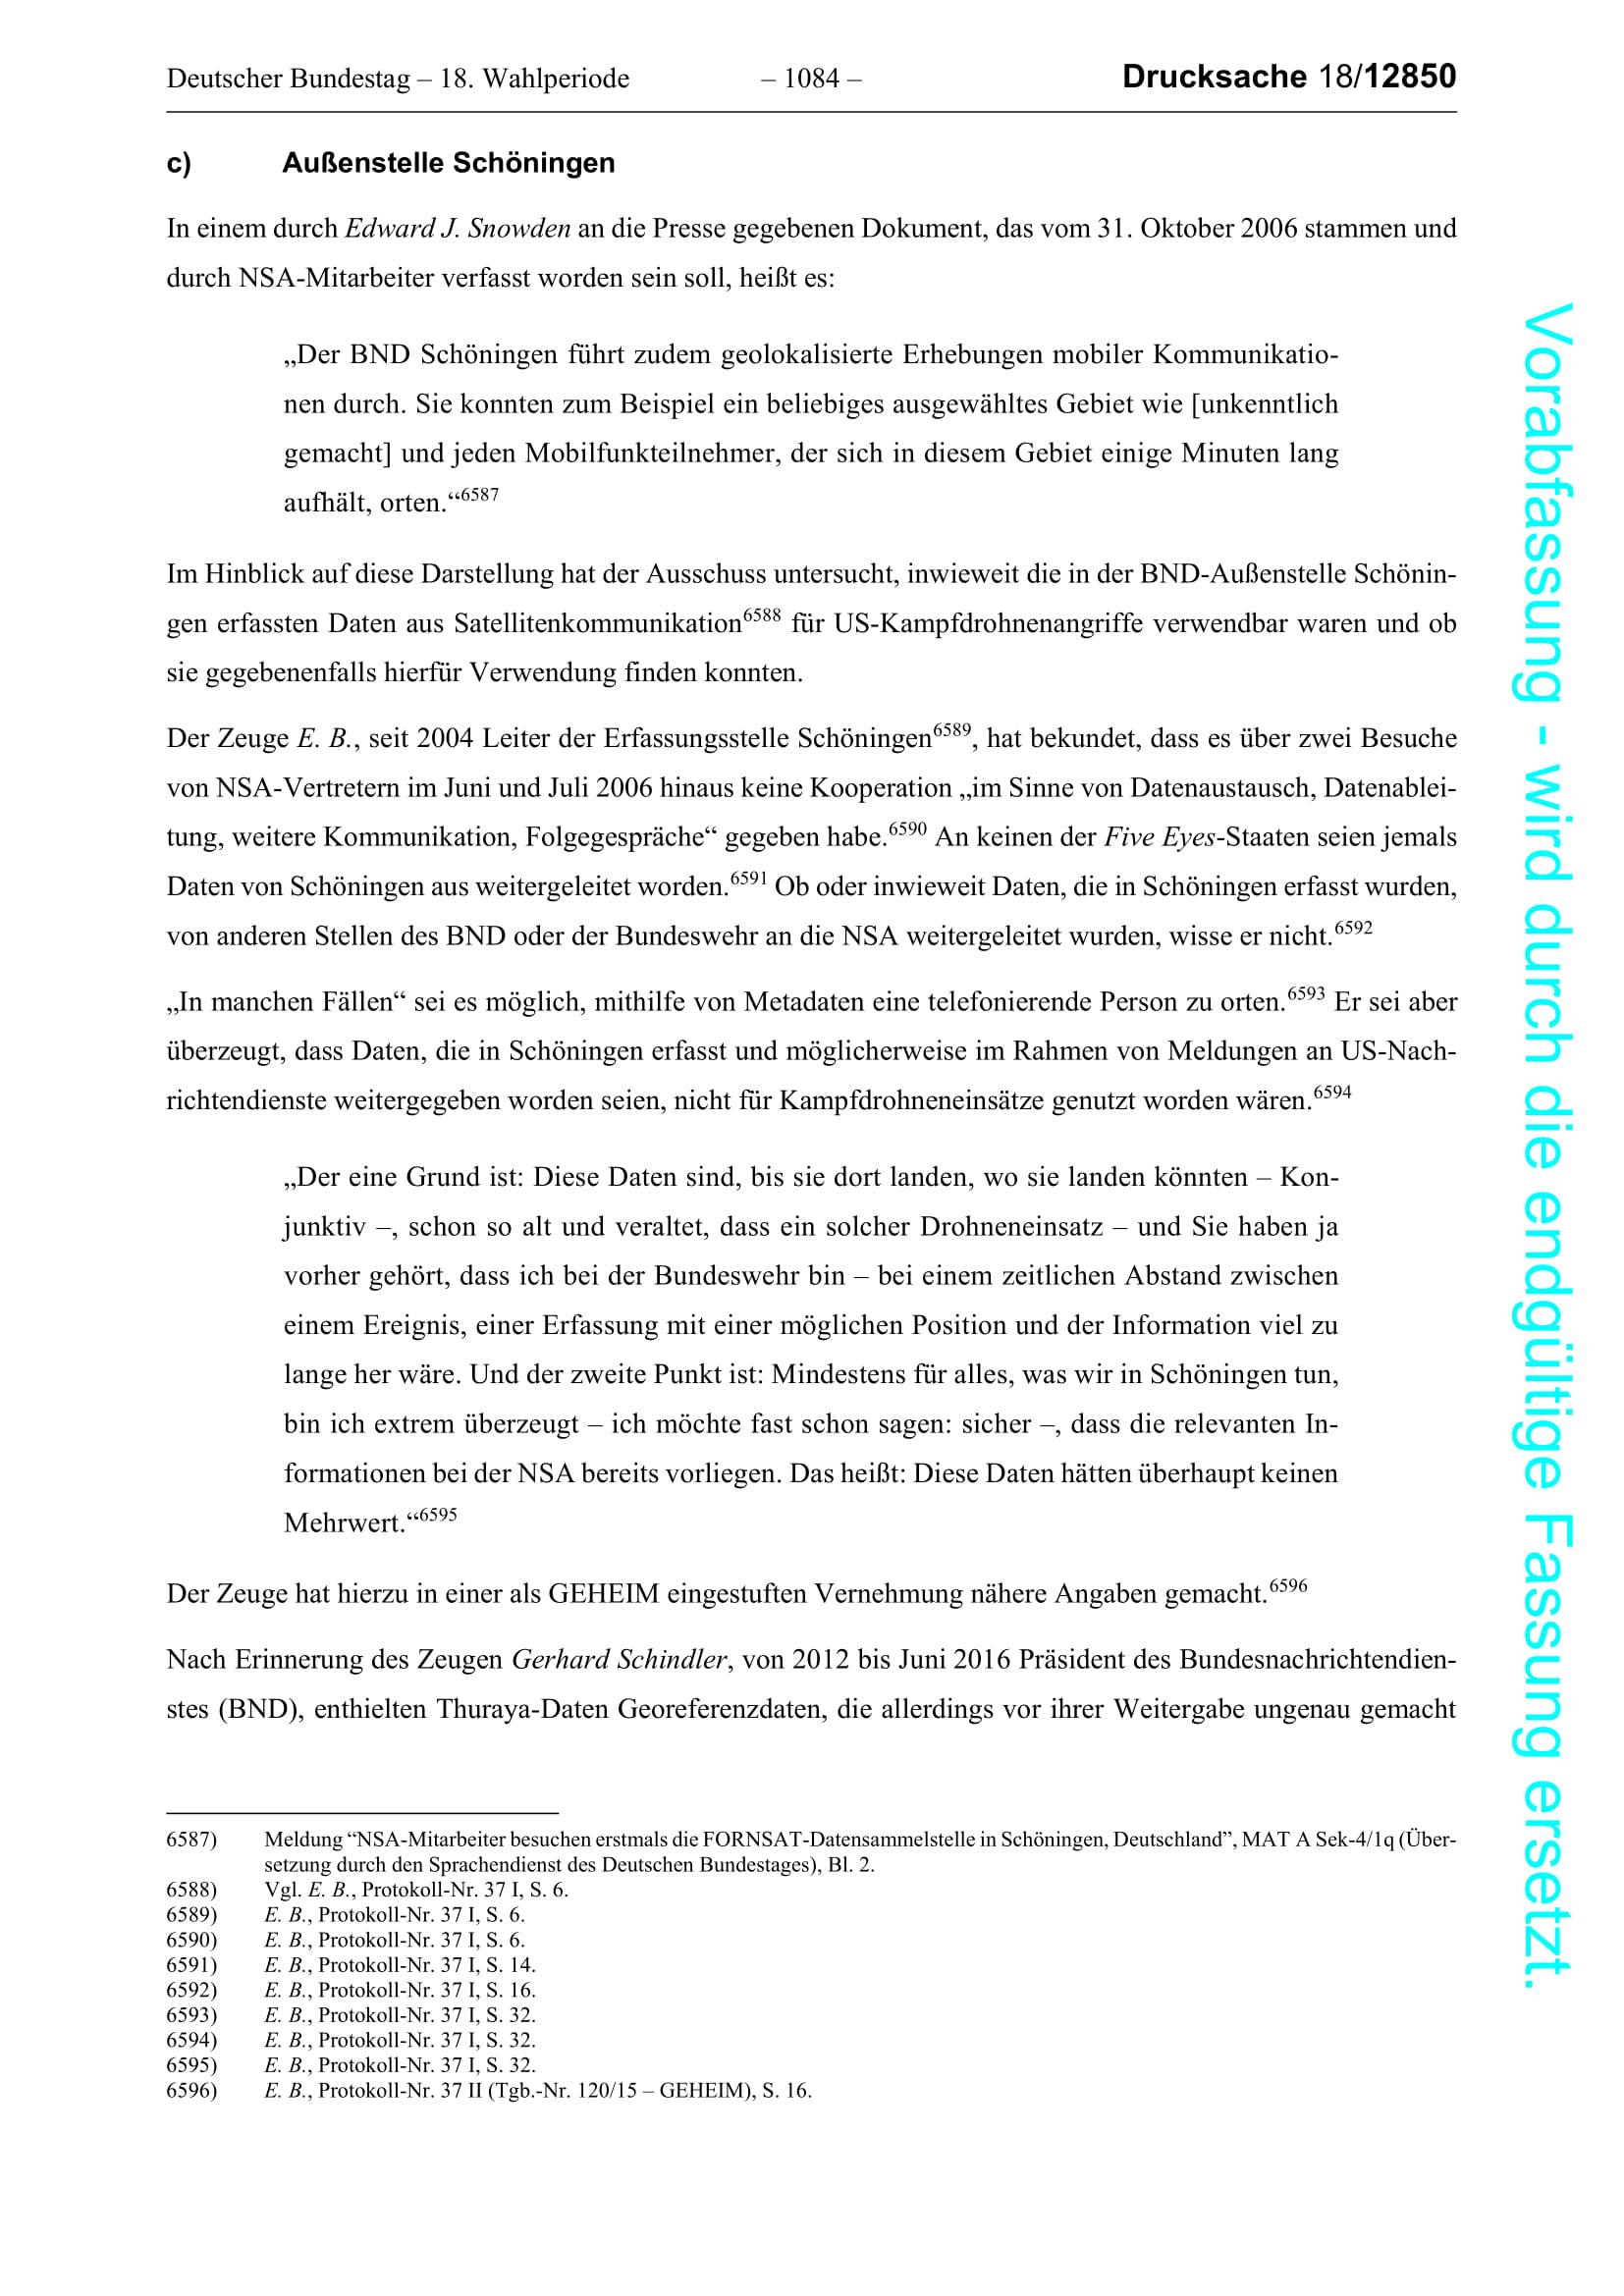 Deutscher Bundestag – 18. Wahlperiode – 1084 – Drucksache 18/12850
c) Außenstelle Schöningen
In einem durch Edward J. Snowden an die Presse gegebenen Dokument, das vom 31. Oktober 2006 stammen und
durch NSA-Mitarbeiter verfasst worden sein soll, heißt es:
„Der BND Schöningen führt zudem geolokalisierte Erhebungen mobiler Kommunikatio-
nen durch. Sie konnten zum Beispiel ein beliebiges ausgewähltes Gebiet wie [unkenntlich
gemacht] und jeden Mobilfunkteilnehmer, der sich in diesem Gebiet einige Minuten lang
aufhält, orten.“6587
Im Hinblick auf diese Darstellung hat der Ausschuss untersucht, inwieweit die in der BND-Außenstelle Schönin-
gen erfassten Daten aus Satellitenkommunikation6588 für US-Kampfdrohnenangriffe verwendbar waren und ob
sie gegebenenfalls hierfür Verwendung finden konnten.
Der Zeuge E. B., seit 2004 Leiter der Erfassungsstelle Schöningen6589, hat bekundet, dass es über zwei Besuche
von NSA-Vertretern im Juni und Juli 2006 hinaus keine Kooperation „im Sinne von Datenaustausch, Datenablei-
tung, weitere Kommunikation, Folgegespräche“ gegeben habe.6590 An keinen der Five Eyes-Staaten seien jemals
Daten von Schöningen aus weitergeleitet worden.6591 Ob oder inwieweit Daten, die in Schöningen erfasst wurden,
von anderen Stellen des BND oder der Bundeswehr an die NSA weitergeleitet wurden, wisse er nicht.6592
„In manchen Fällen“ sei es möglich, mithilfe von Metadaten eine telefonierende Person zu orten.6593 Er sei aber
überzeugt, dass Daten, die in Schöningen erfasst und möglicherweise im Rahmen von Meldungen an US-Nach-
richtendienste weitergegeben worden seien, nicht für Kampfdrohneneinsätze genutzt worden wären.6594
„Der eine Grund ist: Diese Daten sind, bis sie dort landen, wo sie landen könnten – Kon-
junktiv –, schon so alt und veraltet, dass ein solcher Drohneneinsatz – und Sie haben ja
vorher gehört, dass ich bei der Bundeswehr bin – bei einem zeitlichen Abstand zwischen
einem Ereignis, einer Erfassung mit einer möglichen Position und der Information viel zu
lange her wäre. Und der zweite Punkt ist: Mindestens für alles, was wir in Schöningen tun,
bin ich extrem überzeugt – ich möchte fast schon sagen: sicher –, dass die relevanten In-
formationen bei der NSA bereits vorliegen. Das heißt: Diese Daten hätten überhaupt keinen
Mehrwert.“6595
Der Zeuge hat hierzu in einer als GEHEIM eingestuften Vernehmung nähere Angaben gemacht.6596
Nach Erinnerung des Zeugen Gerhard Schindler, von 2012 bis Juni 2016 Präsident des Bundesnachrichtendien-
stes (BND), enthielten Thuraya-Daten Georeferenzdaten, die allerdings vor ihrer Weitergabe ungenau gemacht
6587) Meldung “NSA-Mitarbeiter besuchen erstmals die FORNSAT-Datensammelstelle in Schöningen, Deutschland”, MAT A Sek-4/1q (Über-
setzung durch den Sprachendienst des Deutschen Bundestages), Bl. 2.
6588) Vgl. E. B., Protokoll-Nr. 37 I, S. 6.
6589) E. B., Protokoll-Nr. 37 I, S. 6.
6590) E. B., Protokoll-Nr. 37 I, S. 6.
6591) E. B., Protokoll-Nr. 37 I, S. 14.
6592) E. B., Protokoll-Nr. 37 I, S. 16.
6593) E. B., Protokoll-Nr. 37 I, S. 32.
6594) E. B., Protokoll-Nr. 37 I, S. 32.
6595) E. B., Protokoll-Nr. 37 I, S. 32.
6596) E. B., Protokoll-Nr. 37 II (Tgb.-Nr. 120/15 – GEHEIM), S. 16.
Vorabfassung - wird durch die endgültige Fassung ersetzt.